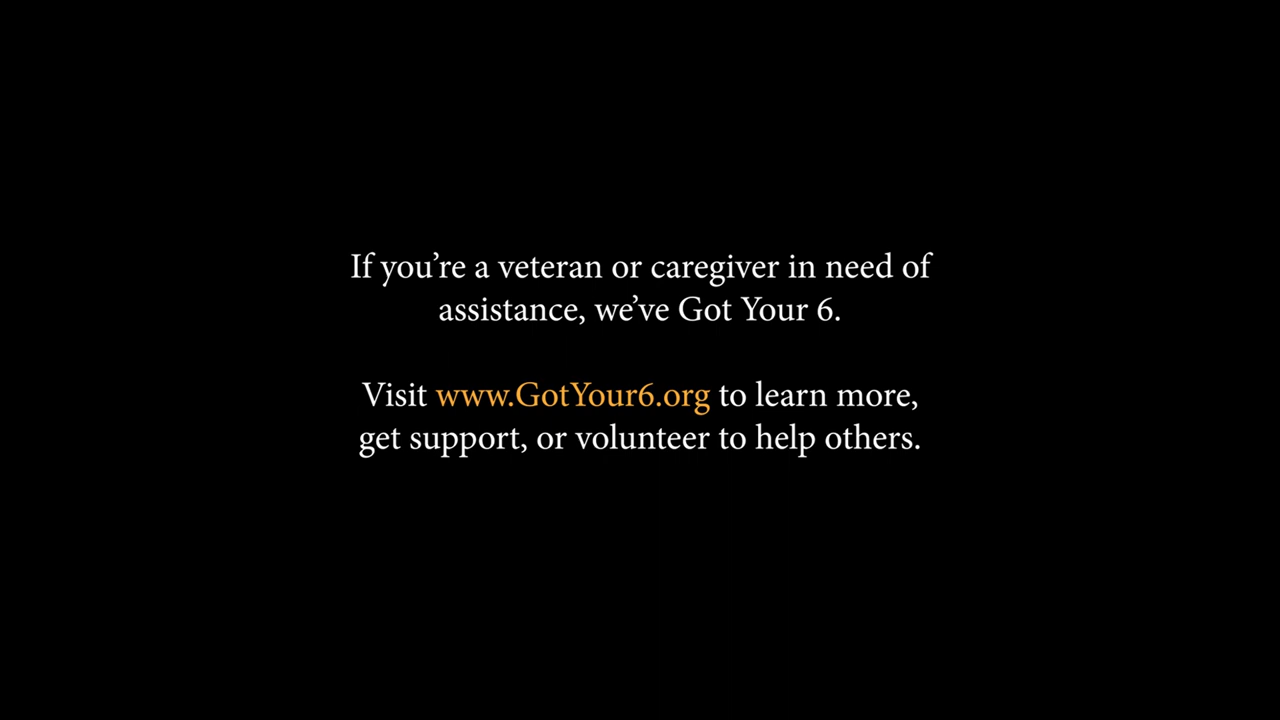 If you’re a veteran or caregiver in need of
assistance, we’ve Got Your 6.
Visit www.GotYour6.org to learn more,
get support, or volunteer to help others.